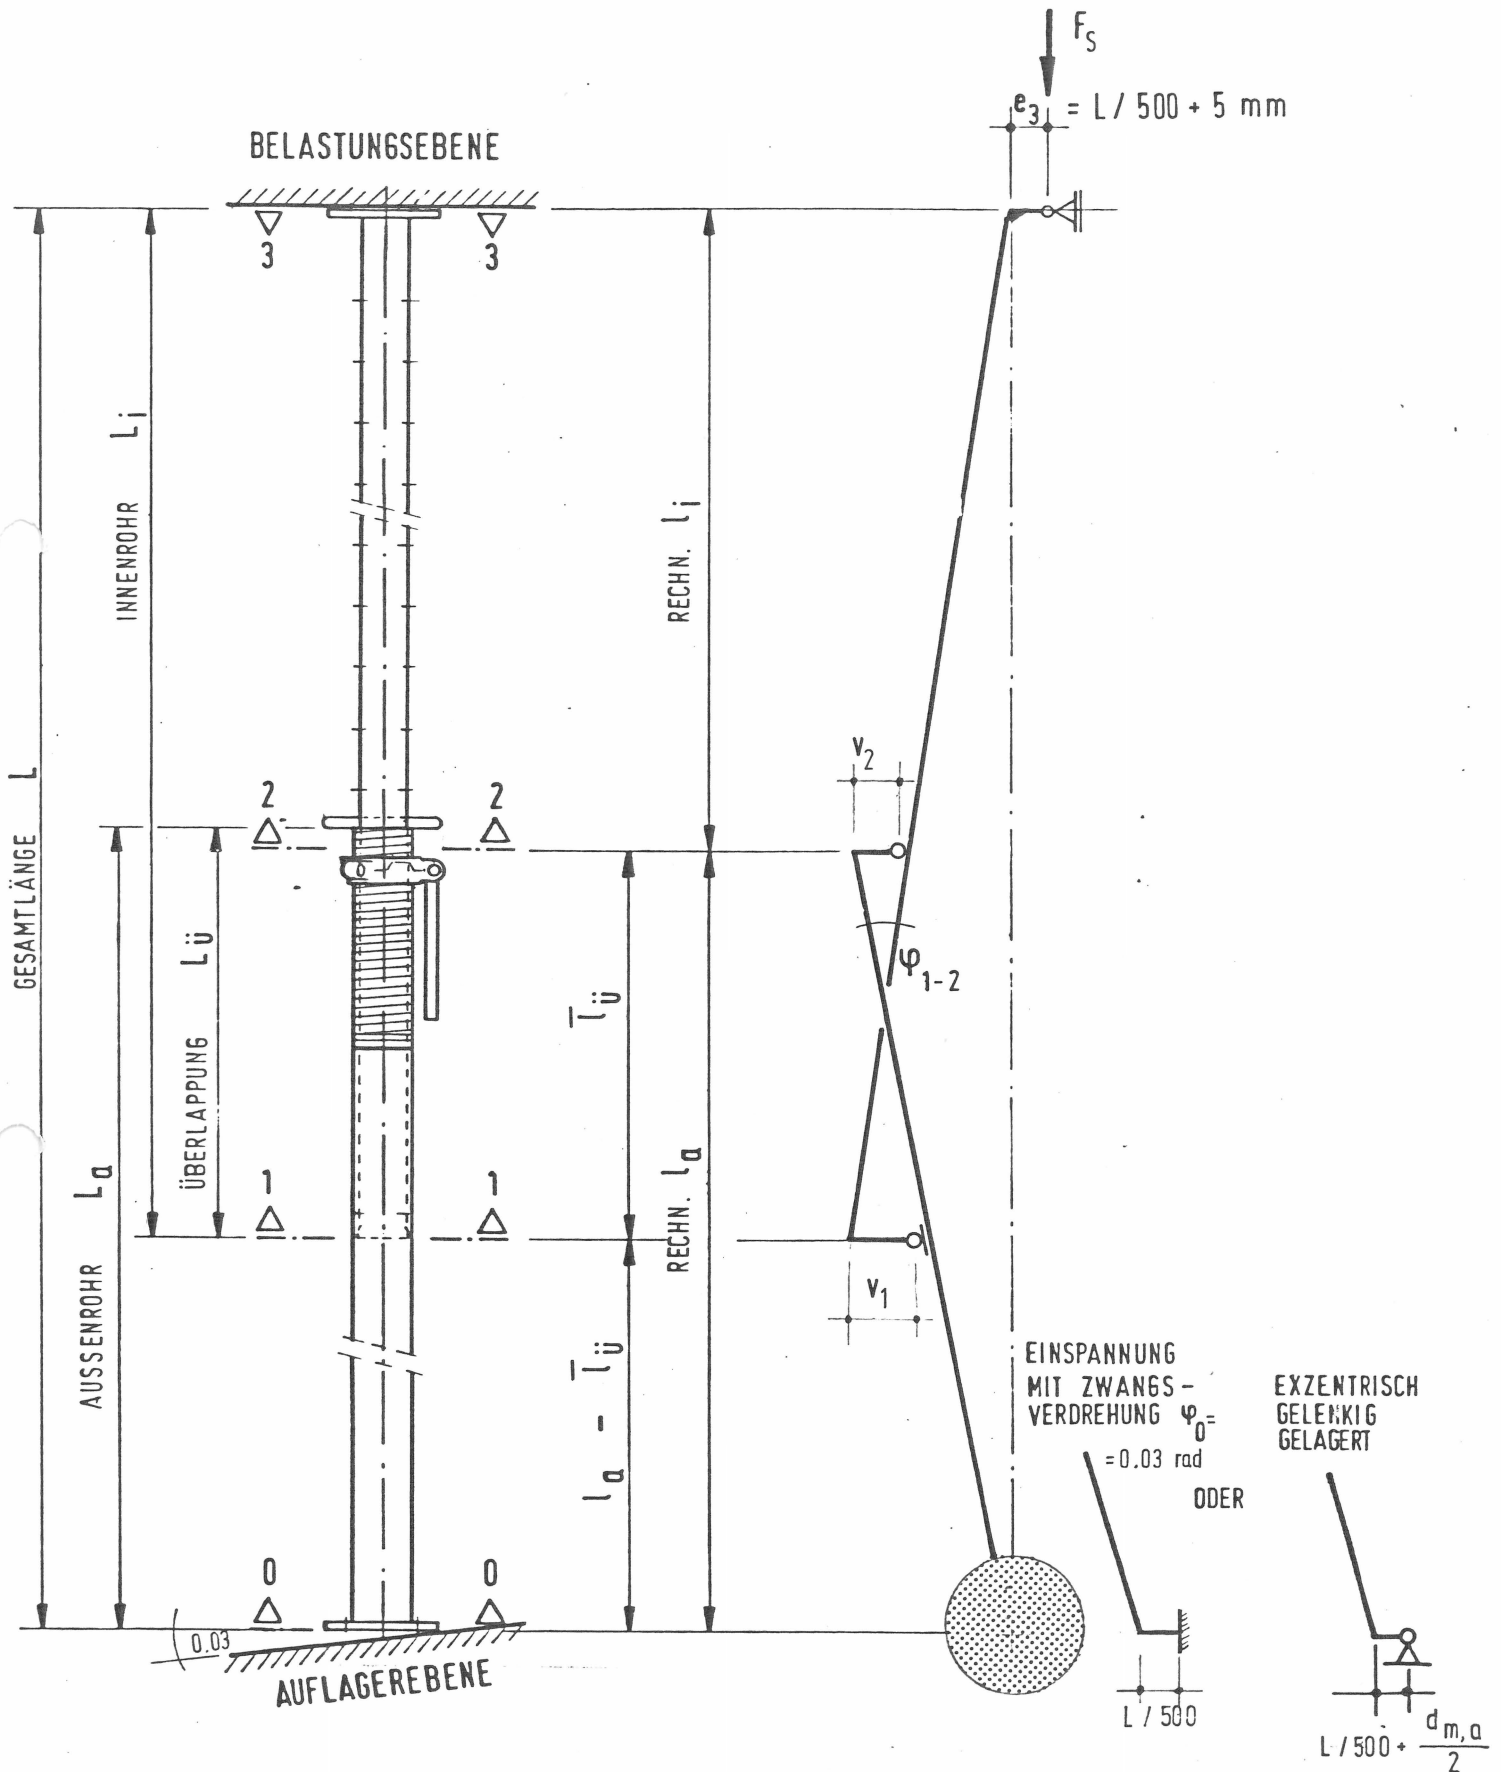 F_S
e_3 = L / 500 + 5 mm
BELASTUNGSEBENE
3
3
L_i
INNENROHR
RECHN. l_i
v_2
2
2
GESAMTLÄNGE L
φ_1-2
ÜBERLAPPUNG L_ü
l̄_ü
AUSSENROHR L_a
1
1
RECHN. l_a
v_1
l_a - l̄_ü
EINSPANNUNG
MIT ZWANGS-
VERDREHUNG φ_0 =
= 0.03 rad
ODER
EXZENTRISCH
GELENKIG
GELAGERT
0
0
0.03
AUFLAGEREBENE
L / 500
L / 500 + d_m,a / 2